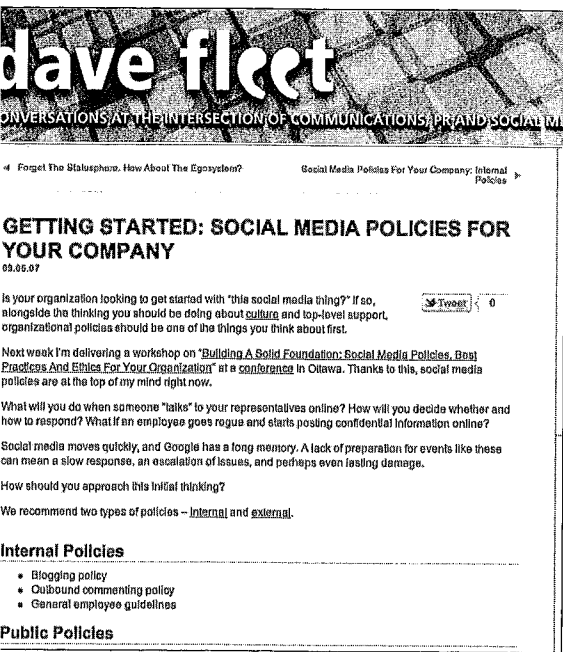 dave fleet
ONVERSATIONS AT THE INTERSECTION OF COMMUNICATIONS, PR AND SOCIAL M
Forget The Statusphere, How About The Egosystem?
Social Media Policies For Your Company: Internal
Policies
GETTING STARTED: SOCIAL MEDIA POLICIES FOR
YOUR COMPANY
09.05.07
Is your organization looking to get started with "this social media thing?" If so,
alongside the thinking you should be doing about culture and top-level support,
organizational policies should be one of the things you think about first.
Tweet 0
Next week I'm delivering a workshop on "Building A Solid Foundation: Social Media Policies, Best
Practices And Ethics For Your Organization" at a conference in Ottawa. Thanks to this, social media
policies are at the top of my mind right now.
What will you do when someone "talks" to your representatives online? How will you decide whether and
how to respond? What if an employee goes rogue and starts posting confidential information online?
Social media moves quickly, and Google has a long memory. A lack of preparation for events like these
can mean a slow response, an escalation of issues, and perhaps even lasting damage.
How should you approach this initial thinking?
We recommend two types of policies – internal and external.
Internal Policies
Blogging policy
Outbound commenting policy
General employee guidelines
Public Policies